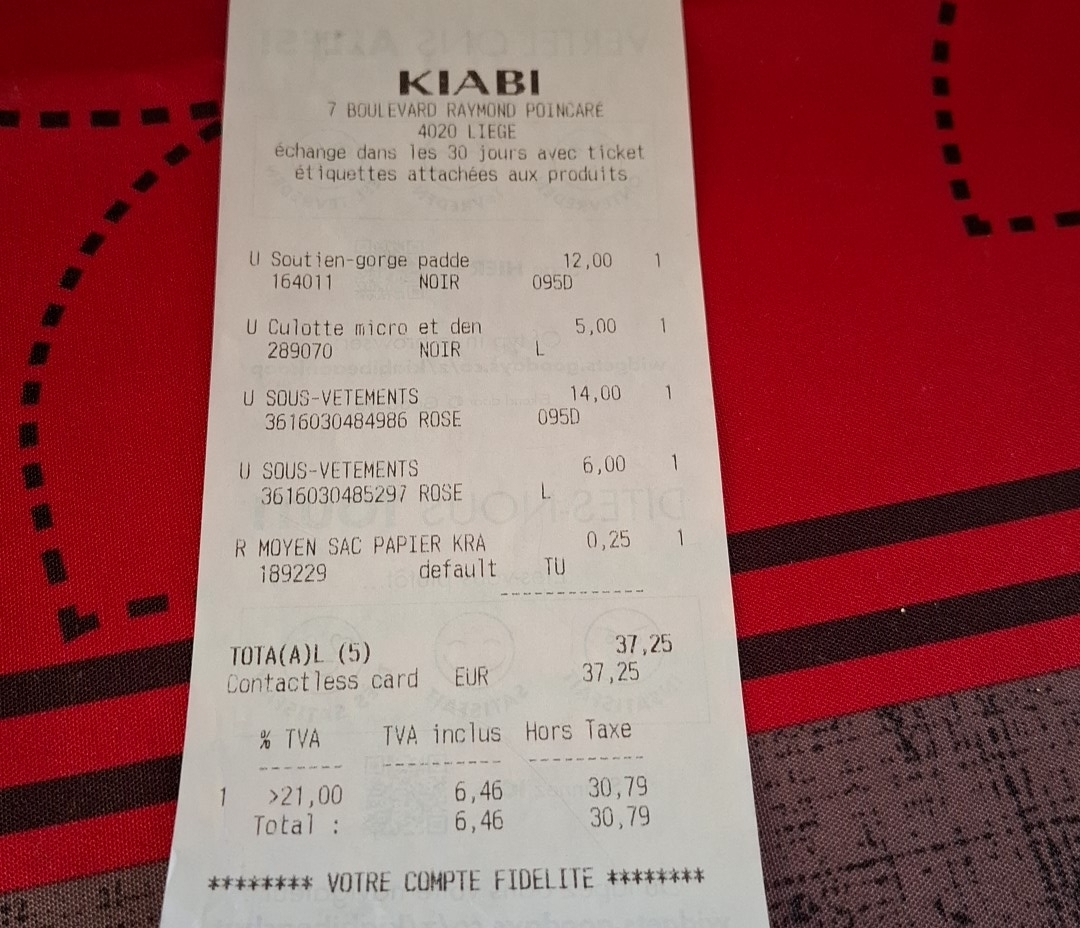 KIABI
7 BOULEVARD RAYMOND POINCARÉ
4020 LIEGE
échange dans les 30 jours avec ticket
étiquettes attachées aux produits
U Soutien-gorge padde 12,00 1
164011 NOIR 095D
U Culotte micro et den 5,00 1
289070 NOIR L
U SOUS-VETEMENTS 14,00 1
3616030484986 ROSE 095D
U SOUS-VETEMENTS 6,00 1
3616030485297 ROSE L
R MOYEN SAC PAPIER KRA 0,25 1
189229 default TU
--------------
TOTA(A)L (5) 37,25
Contactless card EUR 37,25
% TVA TVA inclus Hors Taxe
------- ---------- ----------
1 >21,00 6,46 30,79
Total : 6,46 30,79
******** VOTRE COMPTE FIDELITE ********